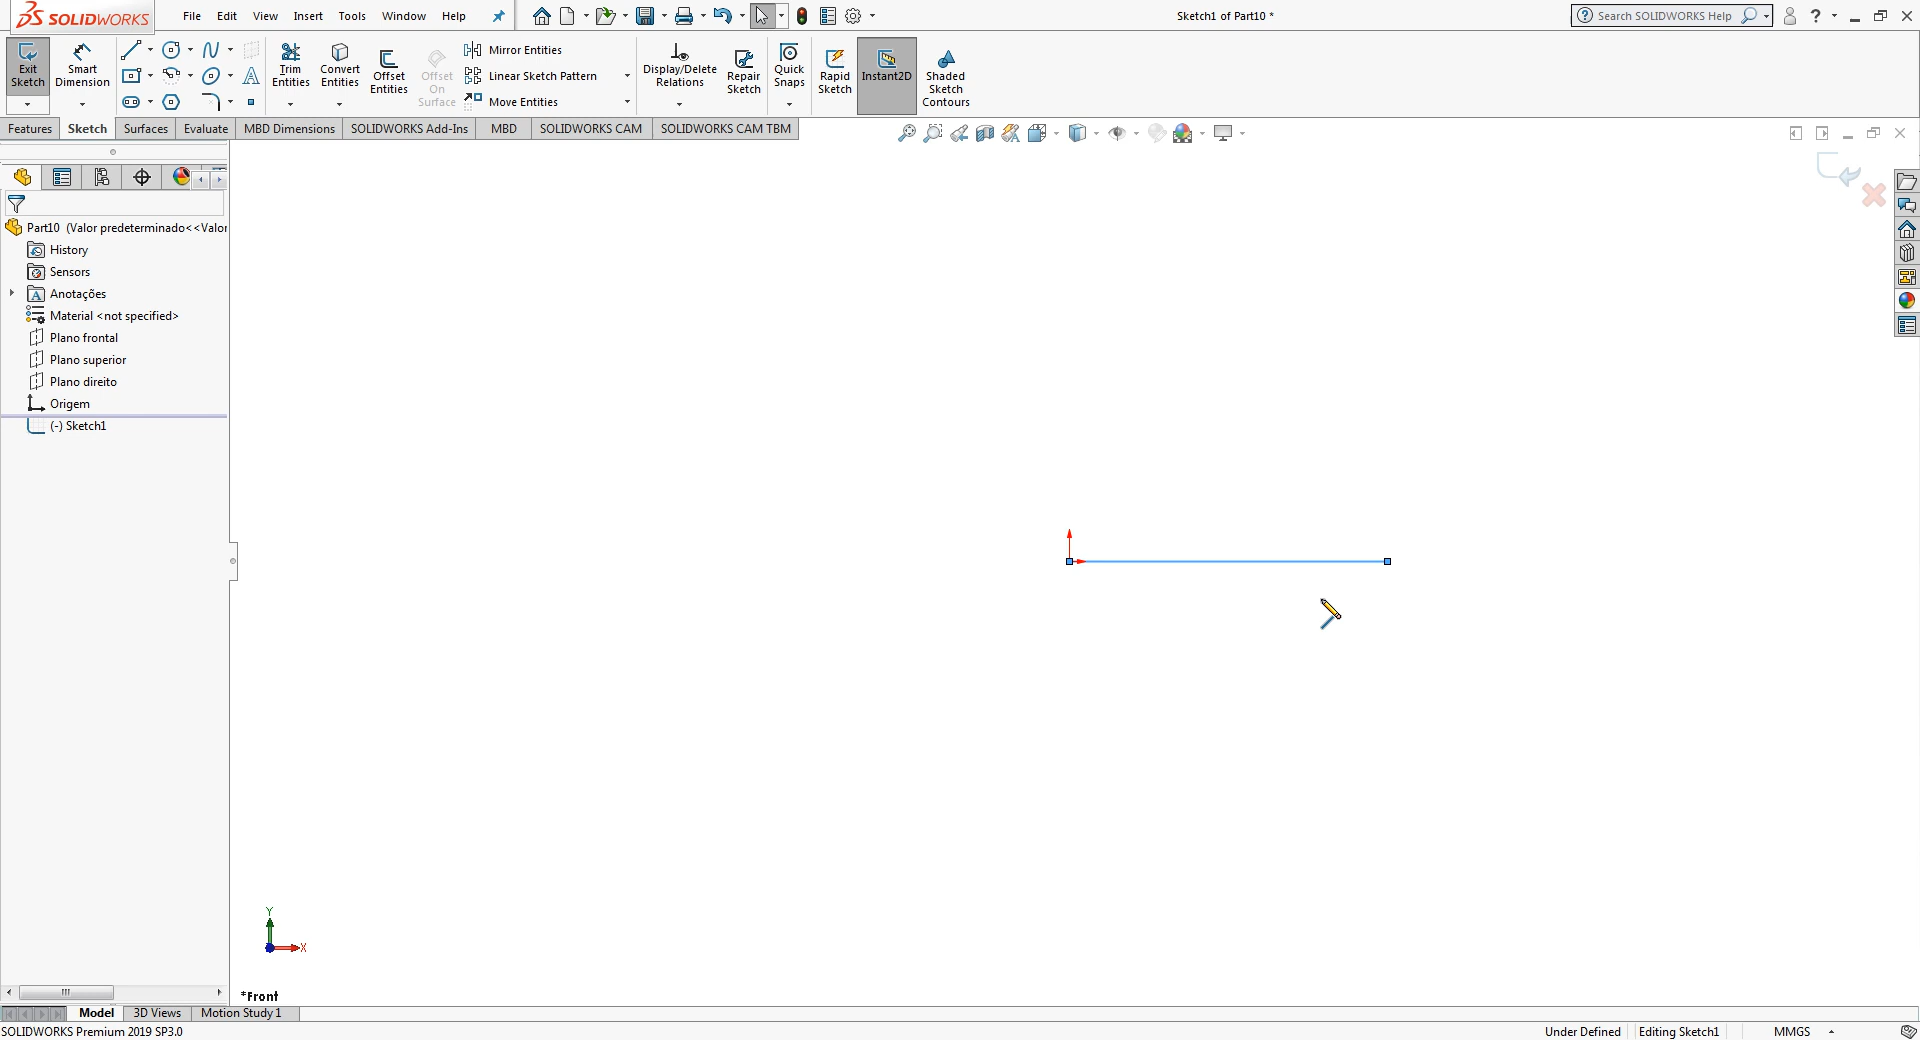 SOLIDWORKS File Edit View Insert Tools Window Help Sketch1 of Part10 * Search SOLIDWORKS Help ?
Exit Sketch
Smart Dimension
Trim Entities
Convert Entities
Offset Entities
Offset On Surface
Mirror Entities
Linear Sketch Pattern
Move Entities
Display/Delete Relations
Repair Sketch
Quick Snaps
Rapid Sketch
Instant2D
Shaded Sketch Contours
Features Sketch Surfaces Evaluate MBD Dimensions SOLIDWORKS Add-Ins MBD SOLIDWORKS CAM SOLIDWORKS CAM TBM
Part10 (Valor predeterminado<<Valor
History
Sensors
Anotações
Material <not specified>
Plano frontal
Plano superior
Plano direito
Origem
(-) Sketch1
Y
X
*Front
Model 3D Views Motion Study 1
SOLIDWORKS Premium 2019 SP3.0 Under Defined Editing Sketch1 MMGS